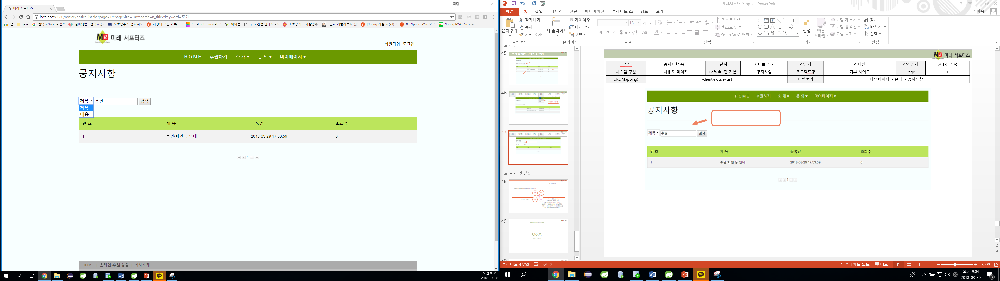 미래 서포터즈
localhost:8080/notice/noticeList.do?page=1&pageSize=10&search=n_title&keyword=후원
앱
java
번역 - Google 검색
실버닷컴 | 전국요양
도로명주소 전자지도
세상의 모든 기록 ::
Smallpdf.com - PDF
아이콘
git - 간편 안내서 -
초보몽키의 개발공부
3년차 개발자로써 신
[Spring 개발] - (23)
05. Spring MVC 와
Spring MVC Architec
»
MR 미래 서포터즈
회원가입 로그인
H O M E 후원하기 소 개 문 의 마이페이지
공지사항
제목 후원 검색
제목
내용
번 호 제 목 등록일 조회수
1 후원/회원 등 안내 2018-03-29 17:53:59 0
1
HOME | 온라인 후원 상담 | 회사소개
오전 9:04
2018-03-30
미래서포터즈.pptx - PowerPoint
파일 홈 삽입 디자인 전환 애니메이션 슬라이드 쇼 검토 보기
김미옥
붙여넣기
잘라내기
복사
서식 복사
클립보드
새 슬라이드
레이아웃
다시 설정
구역
슬라이드
18
가 가 가 S
Aa
가
글꼴
텍스트 방향
텍스트 맞춤
SmartArt로 변환
단락
정렬
빠른
스타일
도형 채우기
도형 윤곽선
도형 효과
그리기
찾기
바꾸기
선택
편집
45
46
47
후기 및 질문
48
49
Q&A
50
MR 미래 서포터즈
문서명 공지사항 목록 단계 사이트 설계 작성자 김미진 작성일자 2018.02.08
시스템 구분 사용자 페이지 Default (탭 기본) 공지사항 프로젝트명 기부 사이트 Page 1
URL(Mapping) /client/notice/List 디렉토리 메인페이지 > 문의 > 공지사항
H O M E 후원하기 소 개 문 의 마이페이지
공지사항
제목 후원 검색
번 호 제 목 등록일 조회수
1 후원/회원 등 안내 2018-03-29 17:53:59 0
1
슬라이드 47/50 한국어
슬라이드 노트 메모 89 %
오전 9:04
2018-03-30
3